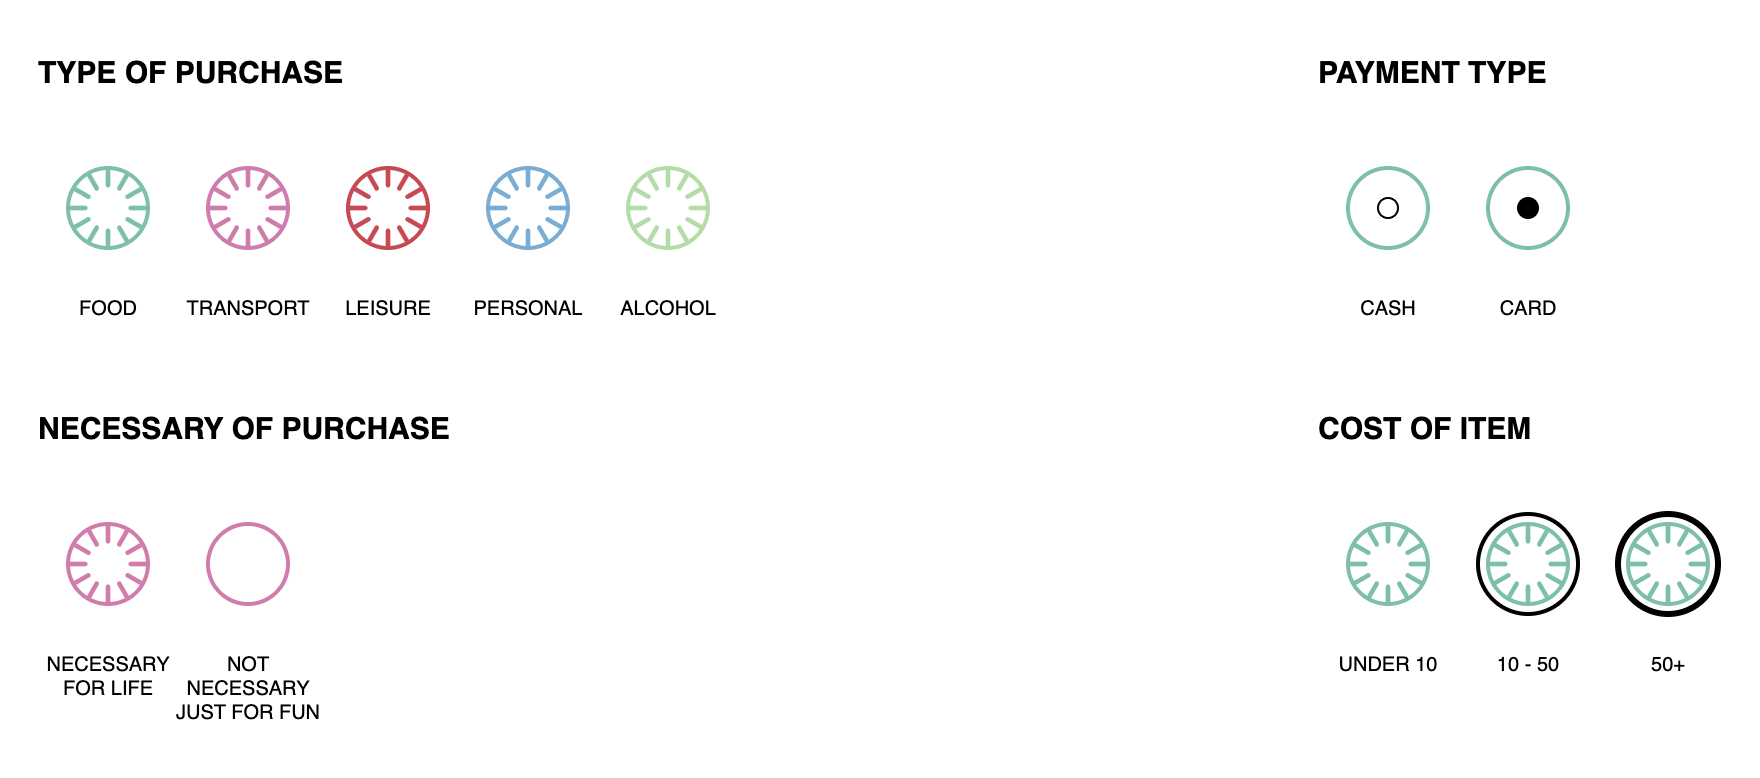 TYPE OF PURCHASE
FOOD
TRANSPORT
LEISURE
PERSONAL
ALCOHOL
PAYMENT TYPE
CASH
CARD
NECESSARY OF PURCHASE
NECESSARY
FOR LIFE
NOT
NECESSARY
JUST FOR FUN
COST OF ITEM
UNDER 10
10 - 50
50+